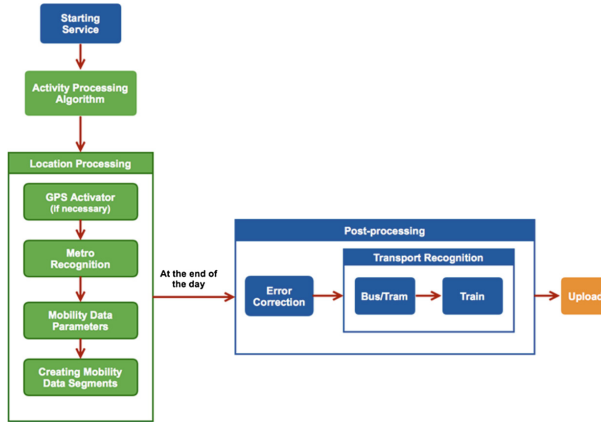 Starting
Service
Activity Processing
Algorithm
Location Processing
GPS Activator
(If necessary)
Metro
Recognition
Mobility Data
Parameters
Creating Mobility
Data Segments
At the end of
the day
Post-processing
Error
Correction
Transport Recognition
Bus/Tram
Train
Upload